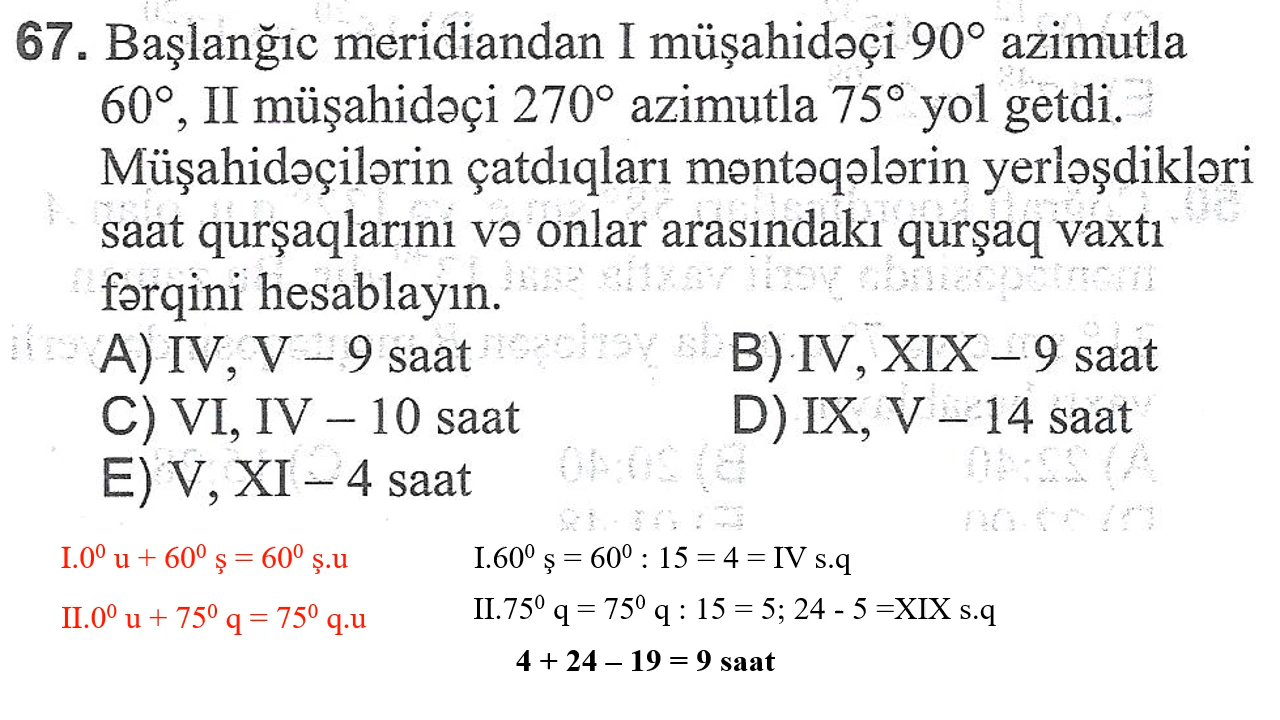 67. Başlanğıc meridiandan I müşahidəçi 90° azimutla
60°, II müşahidəçi 270° azimutla 75° yol getdi.
Müşahidəçilərin çatdıqları məntəqələrin yerləşdikləri
saat qurşaqlarını və onlar arasındakı qurşaq vaxtı
fərqini hesablayın.
A) IV, V – 9 saat B) IV, XIX – 9 saat
C) VI, IV – 10 saat D) IX, V – 14 saat
E) V, XI – 4 saat
I.0⁰ u + 60⁰ ş = 60⁰ ş.u I.60⁰ ş = 60⁰ : 15 = 4 = IV s.q
II.0⁰ u + 75⁰ q = 75⁰ q.u II.75⁰ q = 75⁰ q : 15 = 5; 24 - 5 =XIX s.q
4 + 24 – 19 = 9 saat